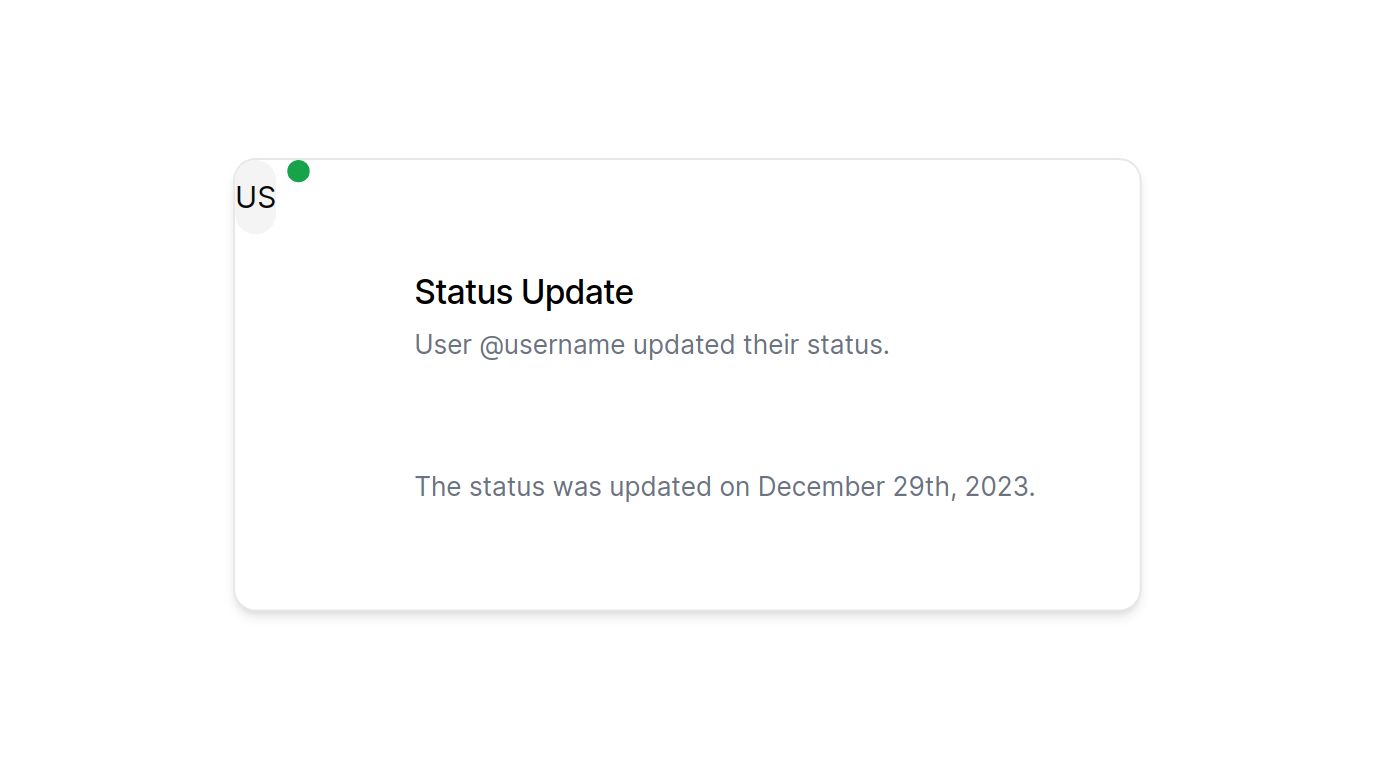 US
Status Update
User @username updated their status.
The status was updated on December 29th, 2023.